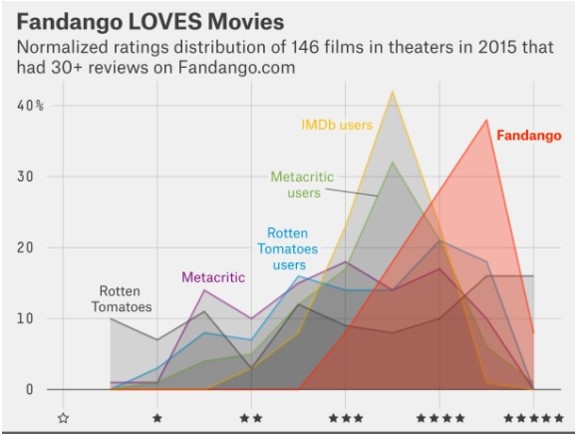 Fandango LOVES Movies
Normalized ratings distribution of 146 films in theaters in 2015 that
had 30+ reviews on Fandango.com
40%
IMDb users
Fandango
30
Metacritic
users
Rotten
Tomatoes
users
20
Metacritic
Rotten
Tomatoes
10
0
☆ ★ ★★ ★★★ ★★★★ ★★★★★